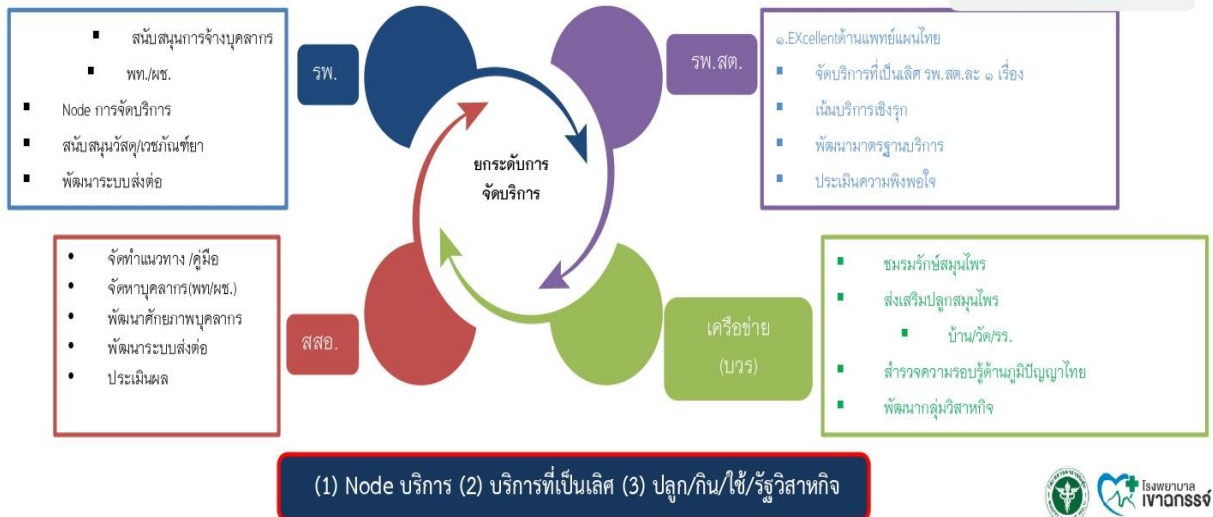 สนับสนุนการจ้างบุคลากร
พท./ผช.
Node การจัดบริการ
สนับสนุนวัสดุ/เวชภัณฑ์ยา
พัฒนาระบบส่งต่อ
รพ.
รพ.สต.
๑.EXcellentด้านแพทย์แผนไทย
จัดบริการที่เป็นเลิศ รพ.สต.ละ ๑ เรื่อง
เน้นบริการเชิงรุก
พัฒนามาตรฐานบริการ
ประเมินความพึงพอใจ
ยกระดับการ
จัดบริการ
จัดทำแนวทาง /คู่มือ
จัดหาบุคลากร(พท/ผช.)
พัฒนาศักยภาพบุคลากร
พัฒนาระบบส่งต่อ
ประเมินผล
สสอ.
เครือข่าย
(บวร)
ชมรมรักษ์สมุนไพร
ส่งเสริมปลูกสมุนไพร
บ้าน/วัด/รร.
สำรวจความรอบรู้ด้านภูมิปัญญาไทย
พัฒนากลุ่มวิสาหกิจ
(1) Node บริการ (2) บริการที่เป็นเลิศ (3) ปลูก/กิน/ใช้/รัฐวิสาหกิจ
โรงพยาบาล
เขาฉกรรจ์